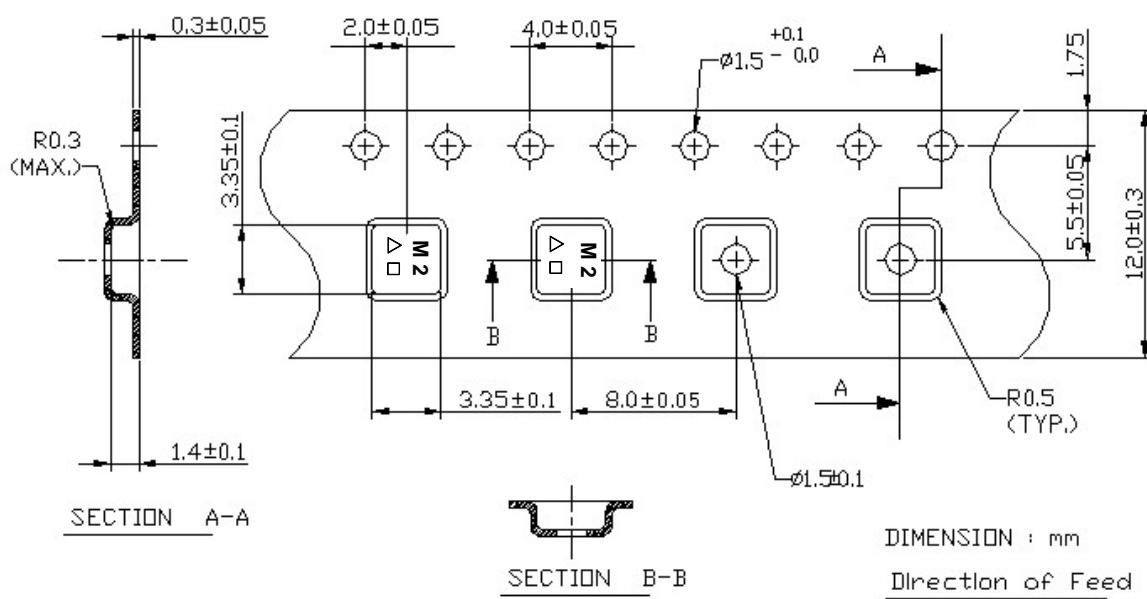 0.3±0.05
2.0±0.05
4.0±0.05
ø1.5 +0.1 - 0.0
A
1.75
R0.3
(MAX.)
3.35±0.1
M 2
M 2
5.5±0.05
12.0±0.3
B
B
3.35±0.1
8.0±0.05
A
R0.5
(TYP.)
1.4±0.1
ø1.5±0.1
SECTION A-A
SECTION B-B
DIMENSION : mm
Direction of Feed